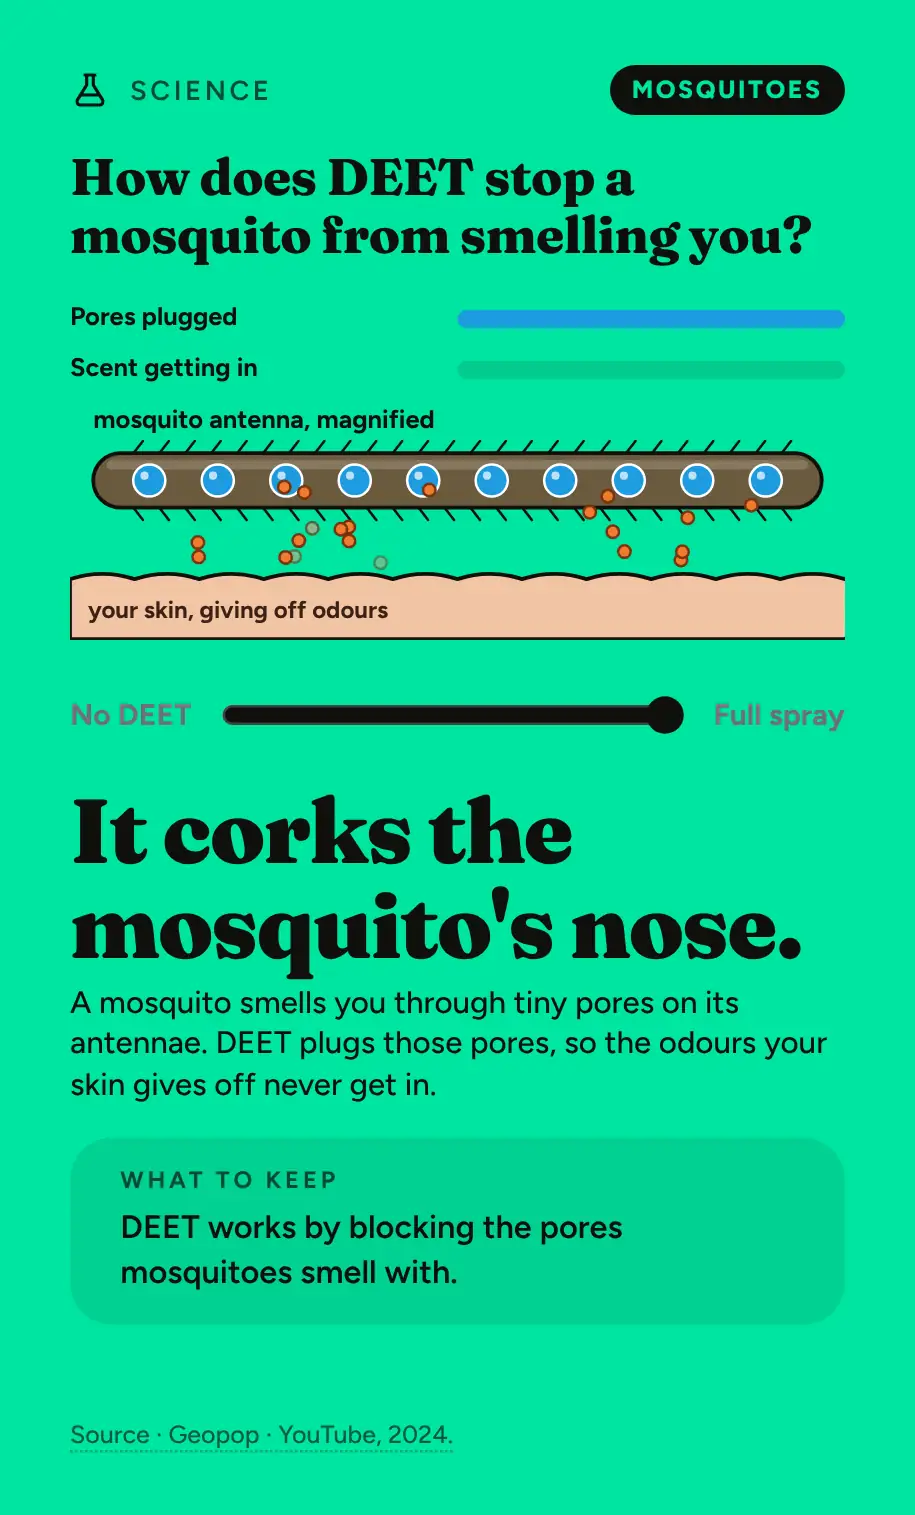 SCIENCE
MOSQUITOES
How does DEET stop a
mosquito from smelling you?
Pores plugged
Scent getting in
mosquito antenna, magnified
your skin, giving off odours
No DEET
Full spray
It corks the
mosquito's nose.
A mosquito smells you through tiny pores on its
antennae. DEET plugs those pores, so the odours your
skin gives off never get in.
WHAT TO KEEP
DEET works by blocking the pores
mosquitoes smell with.
Source · Geopop · YouTube, 2024.